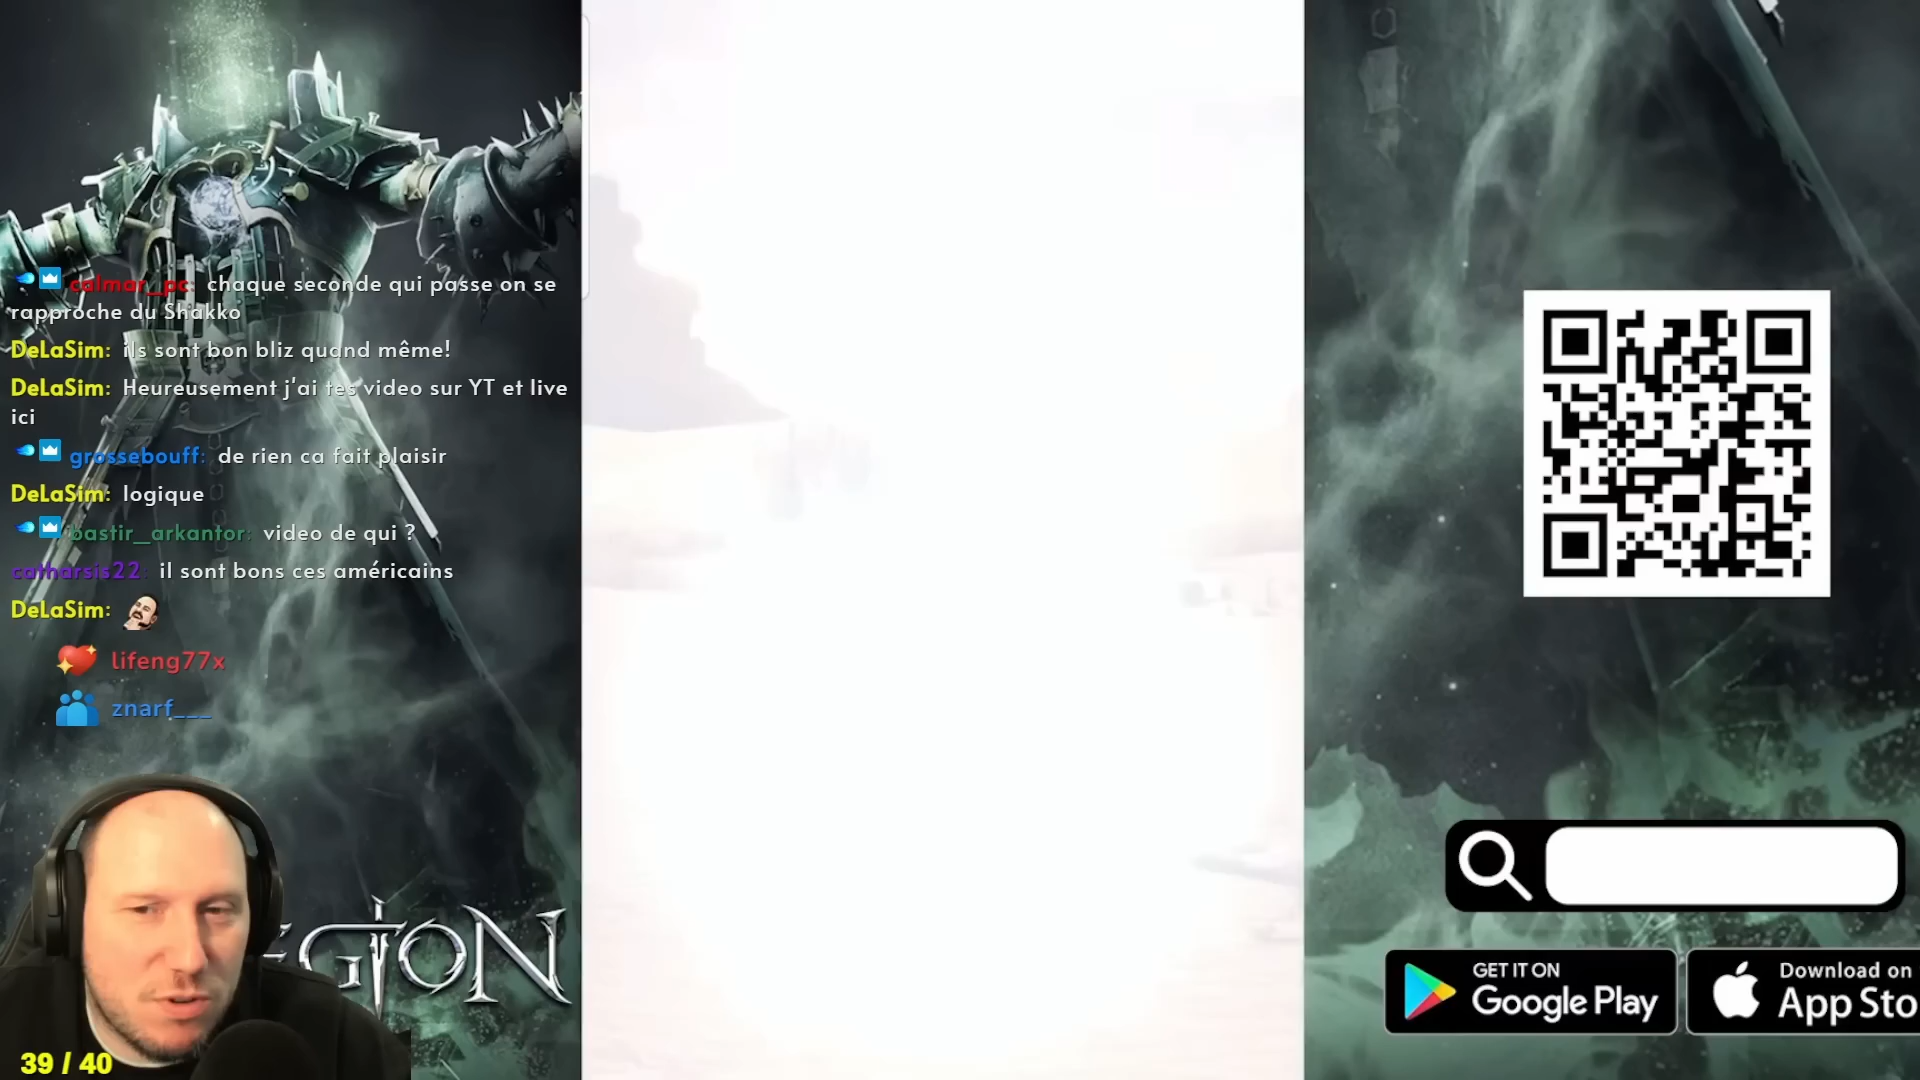 calmar_pc: chaque seconde qui passe on se
rapproche du Shakko
DeLaSim: ils sont bon bliz quand même!
DeLaSim: Heureusement j'ai tes video sur YT et live
ici
grossebouff: de rien ca fait plaisir
DeLaSim: logique
bastir_arkantor: video de qui ?
catharsis22: il sont bons ces américains
DeLaSim:
lifeng77x
znarf___
EGION
39 / 40
GET IT ON
Google Play
Download on
App Sto